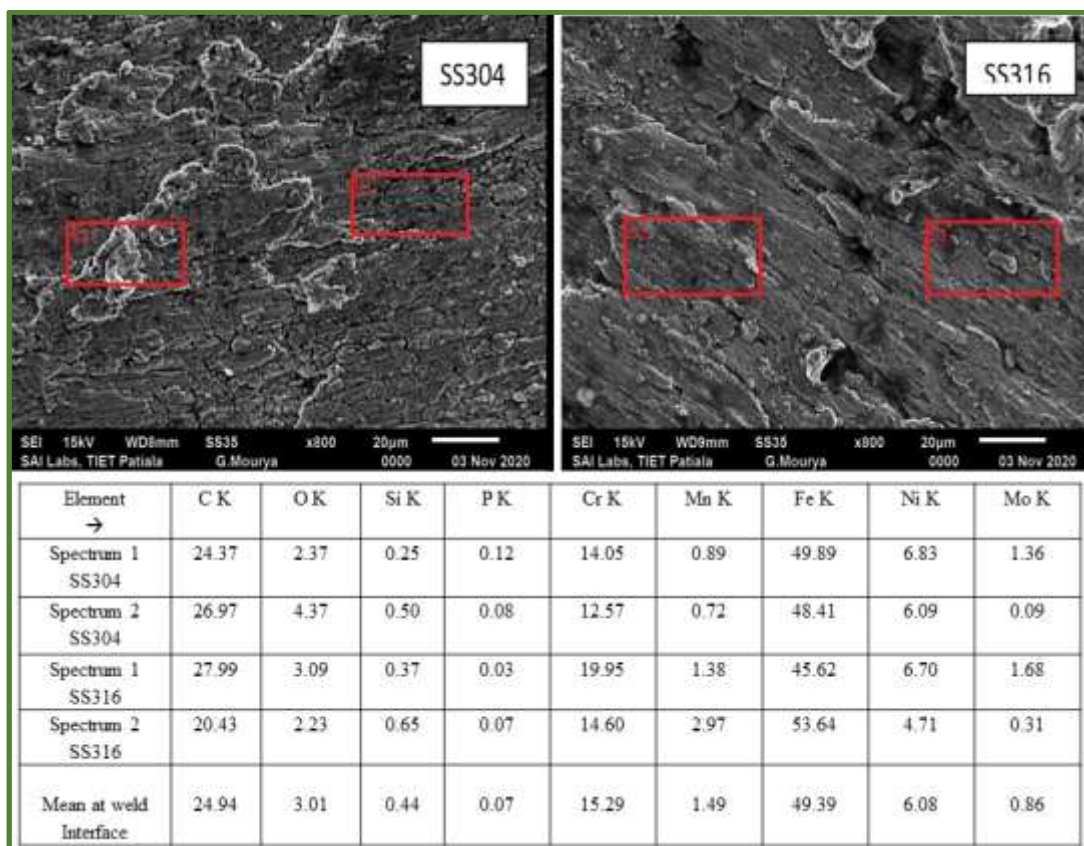 SS304
SS316
SEI 15kV WD8mm SS35 x800 20µm
SAI Labs, TIET Patiala G.Mourya 0000 03 Nov 2020
SEI 15kV WD9mm SS35 x800 20µm
SAI Labs, TIET Patiala G.Mourya 0000 03 Nov 2020
Element → C K O K Si K P K Cr K Mn K Fe K Ni K Mo K
Spectrum 1 SS304 24.37 2.37 0.25 0.12 14.05 0.89 49.89 6.83 1.36
Spectrum 2 SS304 26.97 4.37 0.50 0.08 12.57 0.72 48.41 6.09 0.09
Spectrum 1 SS316 27.99 3.09 0.37 0.03 19.95 1.38 45.62 6.70 1.68
Spectrum 2 SS316 20.43 2.23 0.65 0.07 14.60 2.97 53.64 4.71 0.31
Mean at weld Interface 24.94 3.01 0.44 0.07 15.29 1.49 49.39 6.08 0.86